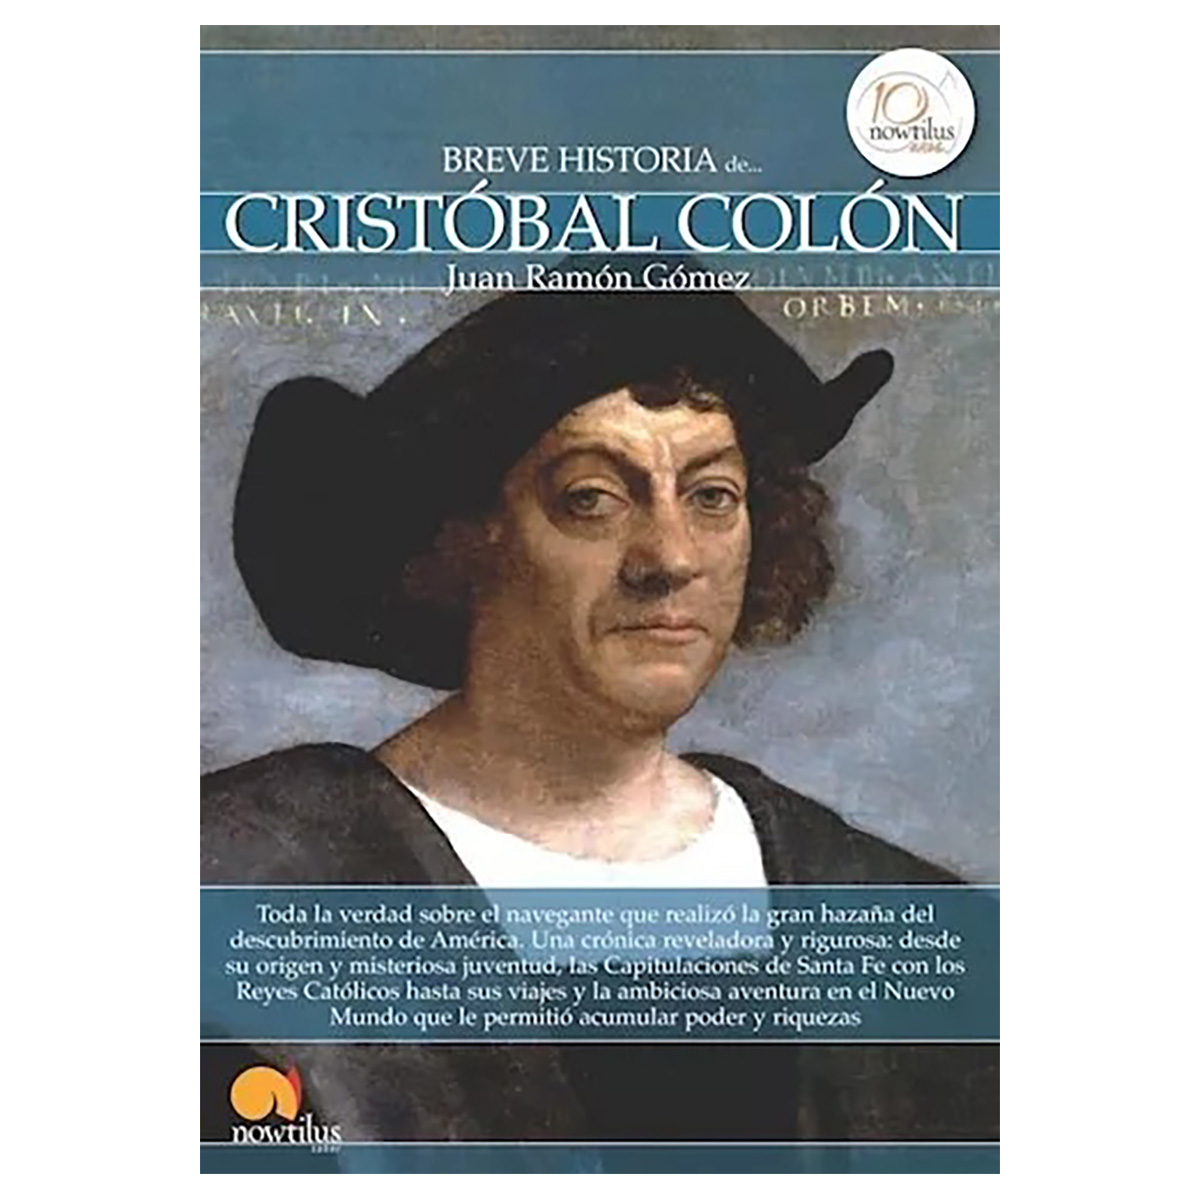 10
nowtilus
BREVE HISTORIA de...
CRISTÓBAL COLÓN
Juan Ramón Gómez
ORBEM.
Toda la verdad sobre el navegante que realizó la gran hazaña del
descubrimiento de América. Una crónica reveladora y rigurosa: desde
su origen y misteriosa juventud, las Capitulaciones de Santa Fe con los
Reyes Católicos hasta sus viajes y la ambiciosa aventura en el Nuevo
Mundo que le permitió acumular poder y riquezas
nowtilus
saber